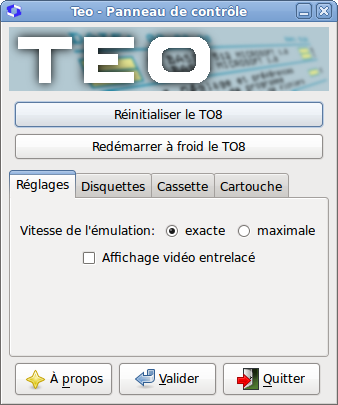 Teo - Panneau de contrôle
TEO
Réinitialiser le TO8
Redémarrer à froid le TO8
Réglages Disquettes Cassette Cartouche
Vitesse de l'émulation: exacte maximale
Affichage vidéo entrelacé
À propos Valider Quitter